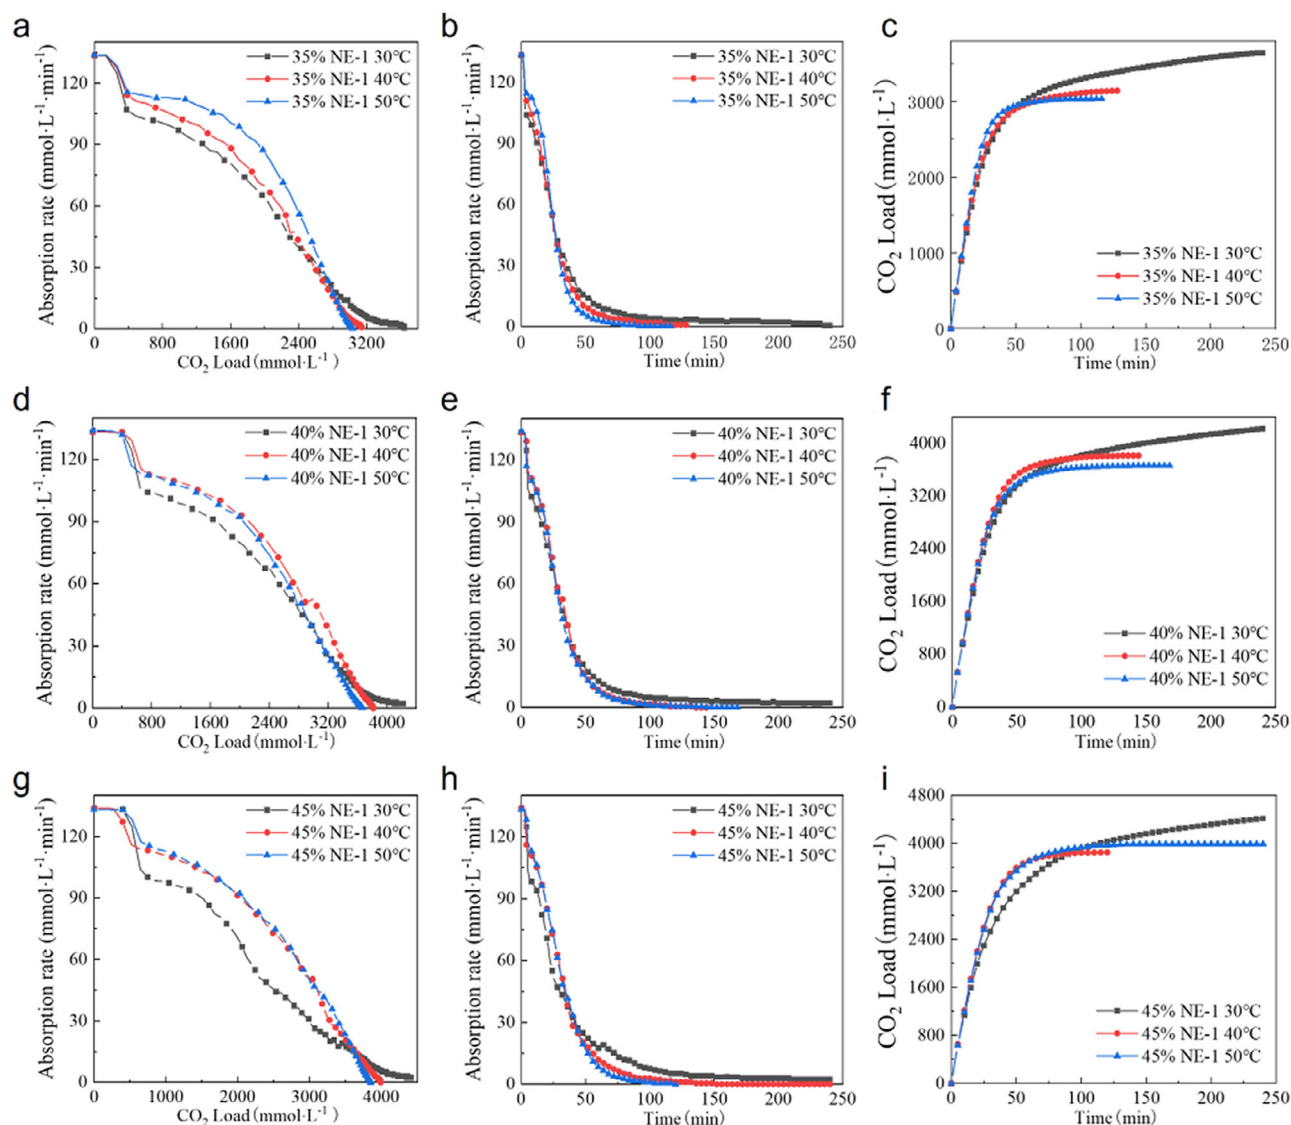 a
Absorption rate (mmol·L⁻¹·min⁻¹)
120
90
60
30
0
35% NE-1 30℃
35% NE-1 40℃
35% NE-1 50℃
0 800 1600 2400 3200
CO₂ Load (mmol·L⁻¹)
b
Absorption rate (mmol·L⁻¹·min⁻¹)
120
90
60
30
0
35% NE-1 30℃
35% NE-1 40℃
35% NE-1 50℃
0 50 100 150 200 250
Time (min)
c
CO₂ Load (mmol·L⁻¹)
3000
2000
1000
0
35% NE-1 30℃
35% NE-1 40℃
35% NE-1 50℃
0 50 100 150 200 250
Time (min)
d
Absorption rate (mmol·L⁻¹·min⁻¹)
120
90
60
30
0
40% NE-1 30℃
40% NE-1 40℃
40% NE-1 50℃
0 800 1600 2400 3200 4000
CO₂ Load (mmol·L⁻¹)
e
Absorption rate (mmol·L⁻¹·min⁻¹)
120
90
60
30
0
40% NE-1 30℃
40% NE-1 40℃
40% NE-1 50℃
0 50 100 150 200 250
Time (min)
f
CO₂ Load (mmol·L⁻¹)
4000
3200
2400
1600
800
0
40% NE-1 30℃
40% NE-1 40℃
40% NE-1 50℃
0 50 100 150 200 250
Time (min)
g
Absorption rate (mmol·L⁻¹·min⁻¹)
120
90
60
30
0
45% NE-1 30℃
45% NE-1 40℃
45% NE-1 50℃
0 1000 2000 3000 4000
CO₂ Load (mmol·L⁻¹)
h
Absorption rate (mmol·L⁻¹·min⁻¹)
120
90
60
30
0
45% NE-1 30℃
45% NE-1 40℃
45% NE-1 50℃
0 50 100 150 200 250
Time (min)
i
CO₂ Load (mmol·L⁻¹)
4800
4000
3200
2400
1600
800
0
45% NE-1 30℃
45% NE-1 40℃
45% NE-1 50℃
0 50 100 150 200 250
Time (min)